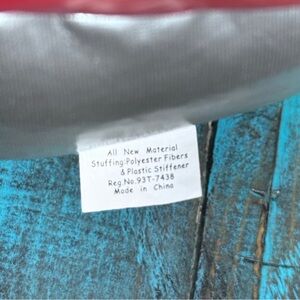 All New Material
Stuffing:Polyester Fibers
& Plastic Stiffener
Reg.No.93T-7438
Made in China